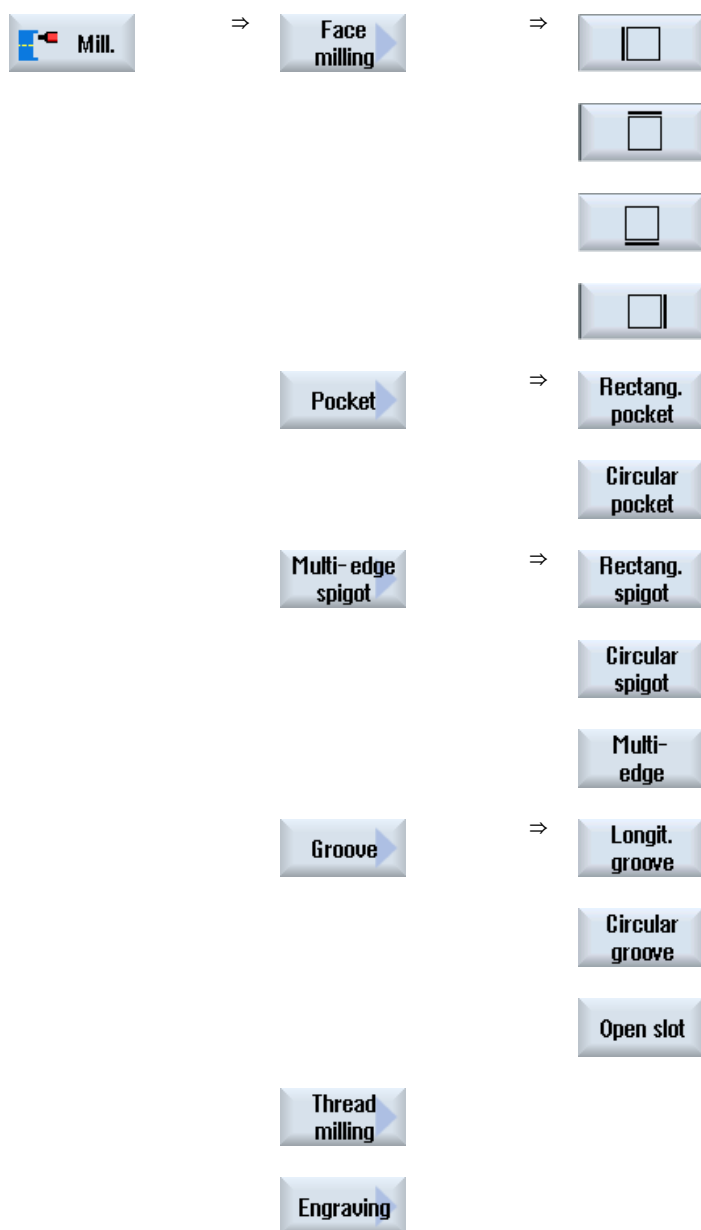 Mill.
⇒
Face
milling
⇒
Pocket
⇒
Rectang.
pocket
Circular
pocket
Multi-edge
spigot
⇒
Rectang.
spigot
Circular
spigot
Multi-
edge
Groove
⇒
Longit.
groove
Circular
groove
Open slot
Thread
milling
Engraving